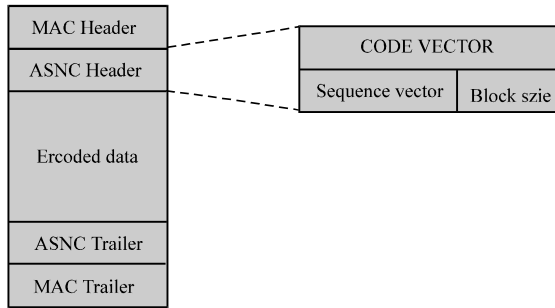 MAC Header
ASNC Header
Ercoded data
ASNC Trailer
MAC Trailer
CODE VECTOR
Sequence vector
Block szie